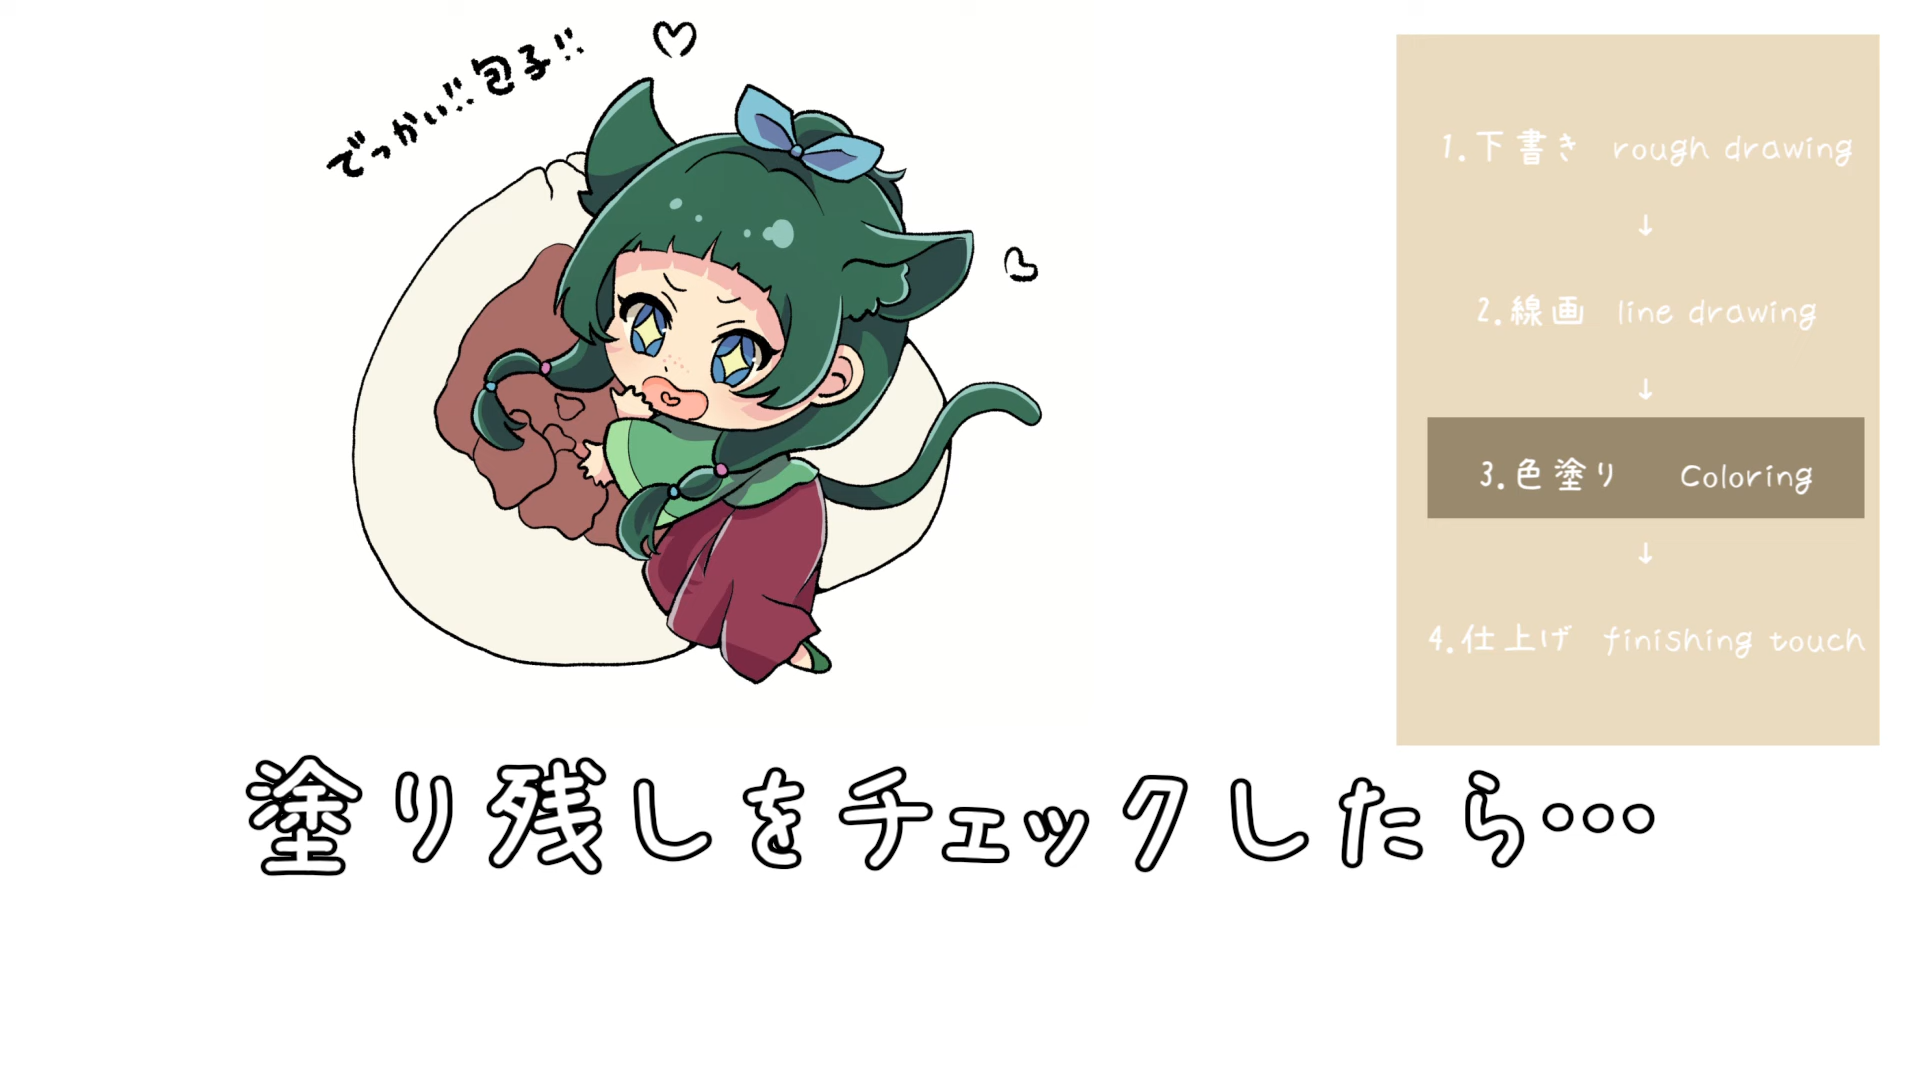 でっかい!!包子!!
1.下書き rough drawing
↓
2.線画 line drawing
↓
3.色塗り Coloring
↓
4.仕上げ finishing touch
塗り残しをチェックしたら…